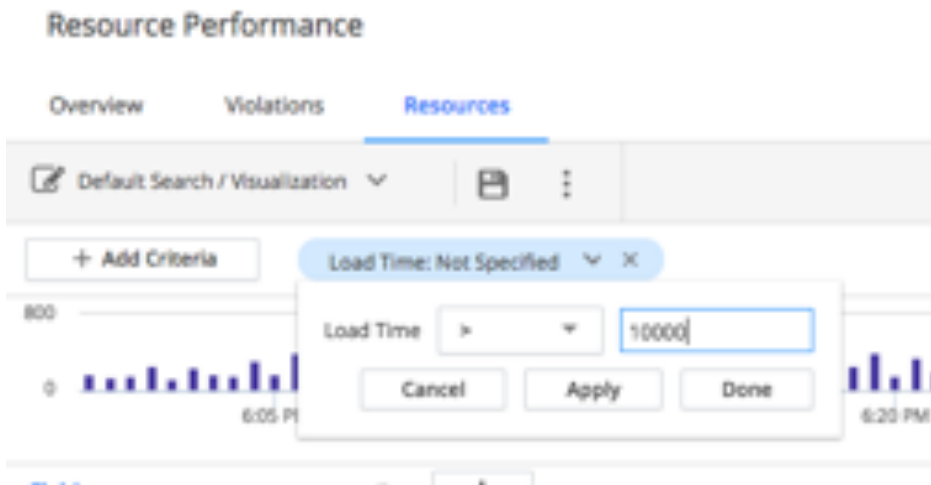 Resource Performance
Overview Violations Resources
Default Search / Visualization
+ Add Criteria Load Time: Not Specified
800
Load Time > 10000
0
Cancel Apply Done
6:05 6:20 PM